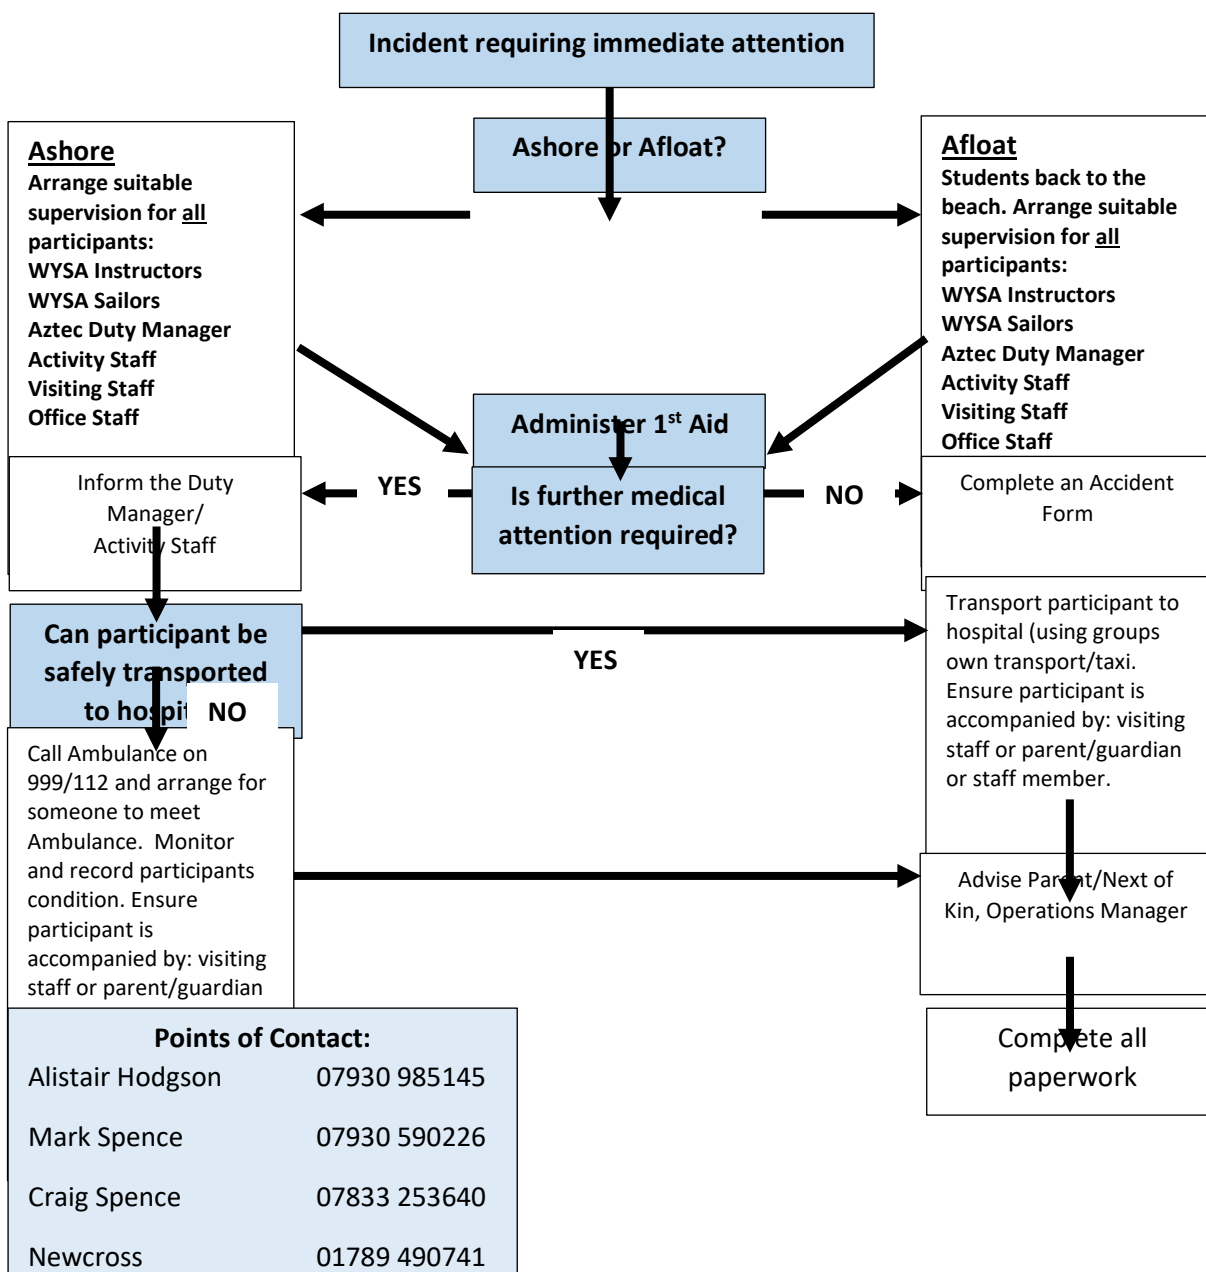 Incident requiring immediate attention
Ashore or Afloat?
Ashore
Arrange suitable
supervision for all
participants:
WYSA Instructors
WYSA Sailors
Aztec Duty Manager
Activity Staff
Visiting Staff
Office Staff
Afloat
Students back to the
beach. Arrange suitable
supervision for all
participants:
WYSA Instructors
WYSA Sailors
Aztec Duty Manager
Activity Staff
Visiting Staff
Office Staff
Administer 1st Aid
Is further medical
attention required?
YES
NO
Inform the Duty
Manager/
Activity Staff
Complete an Accident
Form
Can participant be
safely transported
to
NO
YES
Transport participant to
hospital (using groups
own transport/taxi.
Ensure participant is
accompanied by: visiting
staff or parent/guardian
or staff member.
Call Ambulance on
999/112 and arrange for
someone to meet
Ambulance. Monitor
and record participants
condition. Ensure
participant is
accompanied by: visiting
staff or parent/guardian
Advise Parent/Next of
Kin, Operations Manager
Complete all
paperwork
Points of Contact:
Alistair Hodgson 07930 985145
Mark Spence 07930 590226
Craig Spence 07833 253640
Newcross 01789 490741